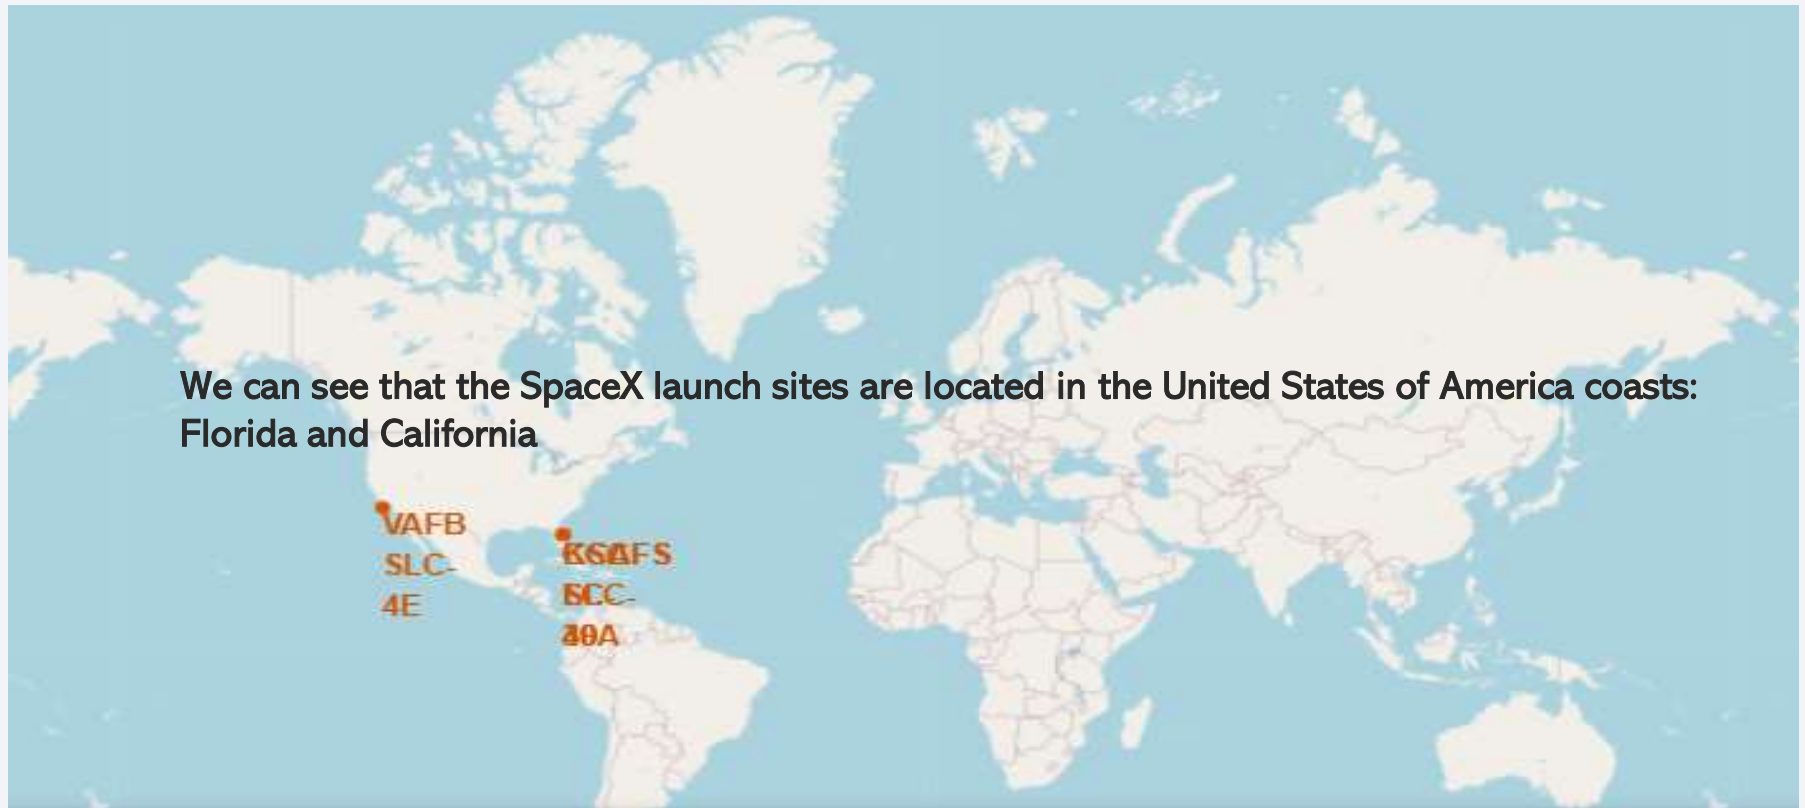 We can see that the SpaceX launch sites are located in the United States of America coasts:
Florida and California
VAFB
SLC-
4E